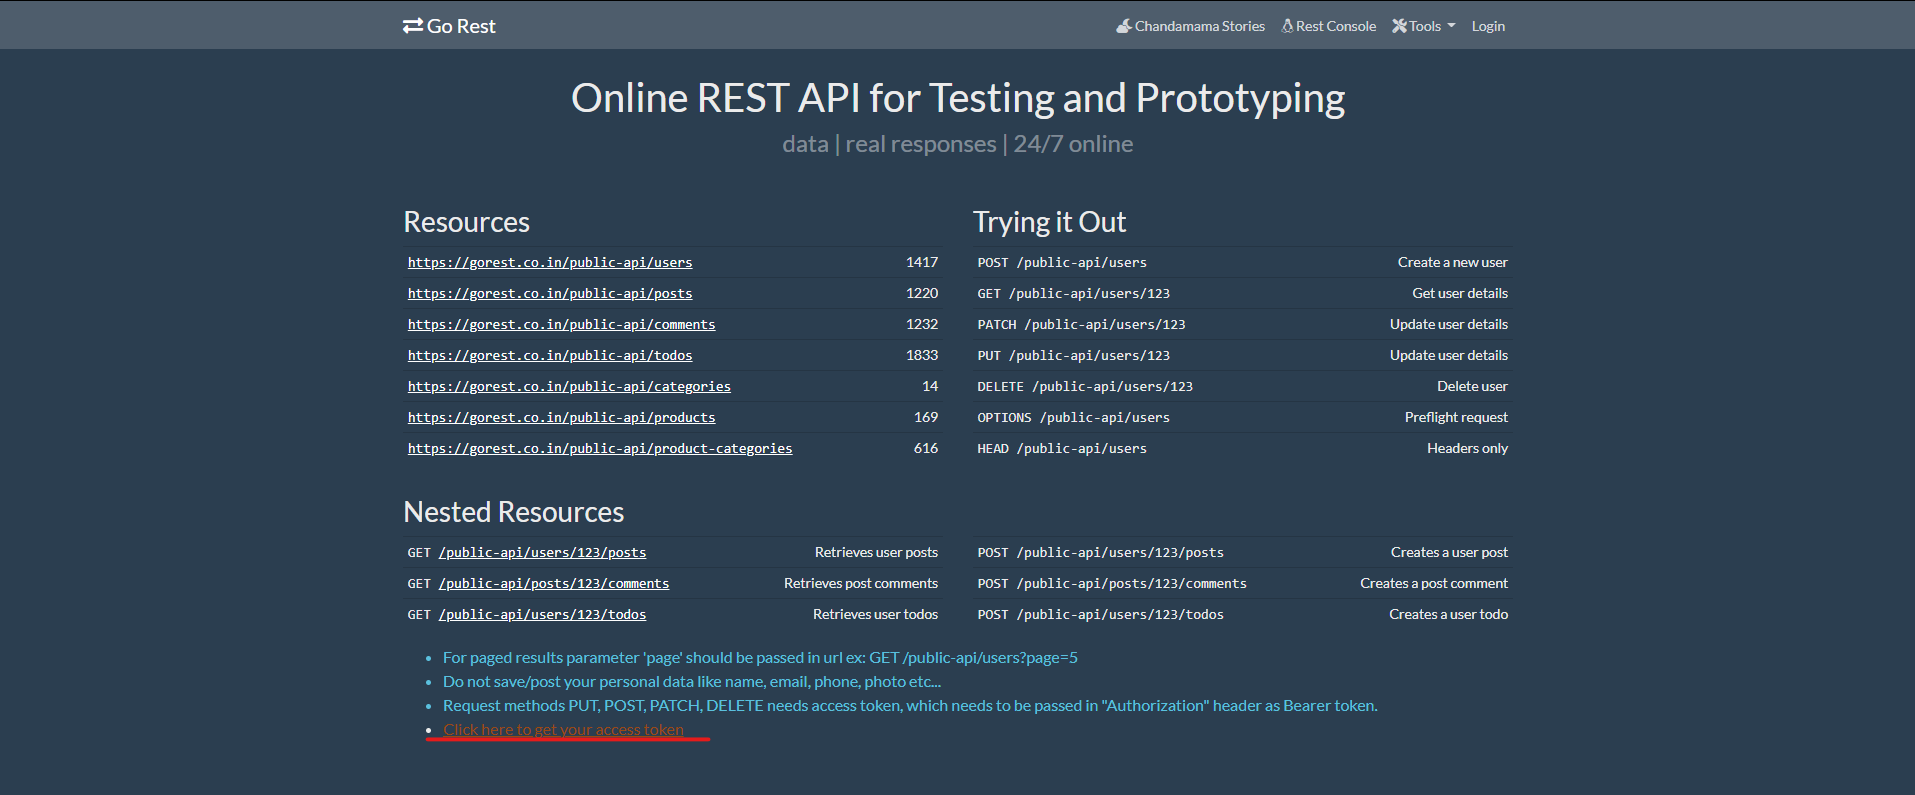 Go Rest
Chandamama Stories Rest Console Tools Login
Online REST API for Testing and Prototyping
data | real responses | 24/7 online
Resources
https://gorest.co.in/public-api/users 1417
https://gorest.co.in/public-api/posts 1220
https://gorest.co.in/public-api/comments 1232
https://gorest.co.in/public-api/todos 1833
https://gorest.co.in/public-api/categories 14
https://gorest.co.in/public-api/products 169
https://gorest.co.in/public-api/product-categories 616
Trying it Out
POST /public-api/users Create a new user
GET /public-api/users/123 Get user details
PATCH /public-api/users/123 Update user details
PUT /public-api/users/123 Update user details
DELETE /public-api/users/123 Delete user
OPTIONS /public-api/users Preflight request
HEAD /public-api/users Headers only
Nested Resources
GET /public-api/users/123/posts Retrieves user posts
GET /public-api/posts/123/comments Retrieves post comments
GET /public-api/users/123/todos Retrieves user todos
POST /public-api/users/123/posts Creates a user post
POST /public-api/posts/123/comments Creates a post comment
POST /public-api/users/123/todos Creates a user todo
• For paged results parameter 'page' should be passed in url ex: GET /public-api/users?page=5
• Do not save/post your personal data like name, email, phone, photo etc...
• Request methods PUT, POST, PATCH, DELETE needs access token, which needs to be passed in "Authorization" header as Bearer token.
• Click here to get your access token